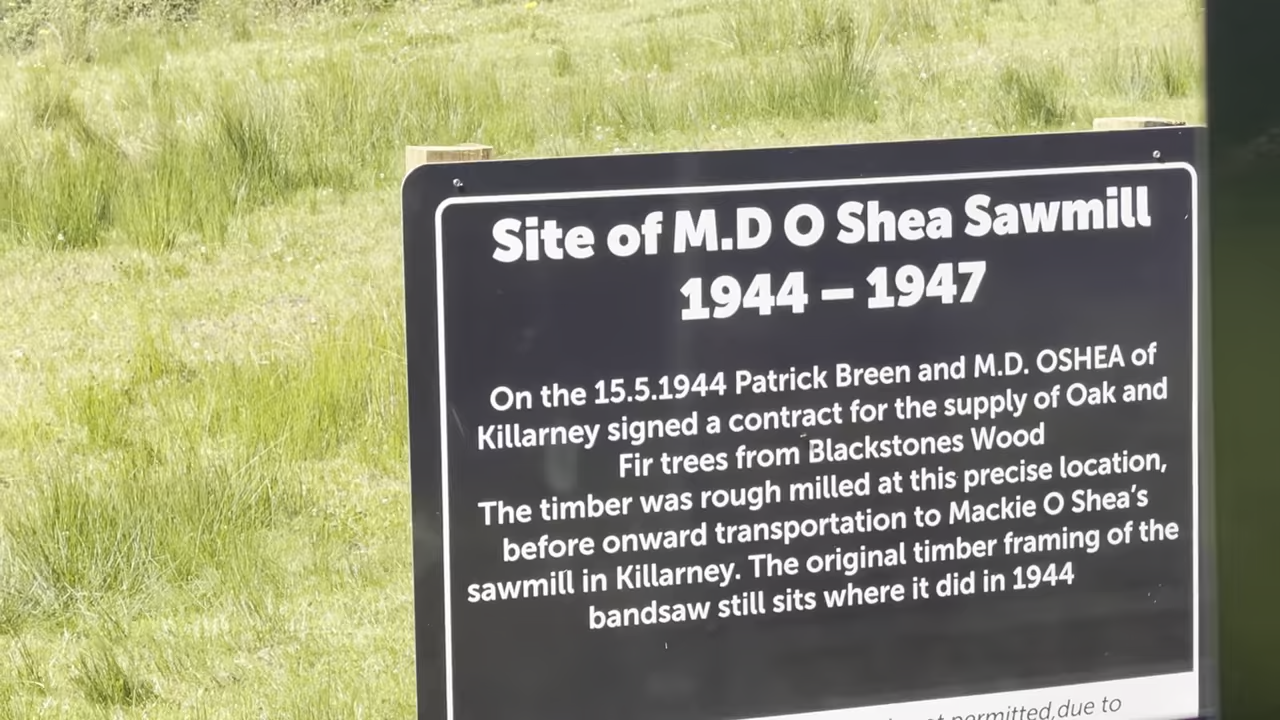 Site of M.D O Shea Sawmill
1944 – 1947
On the 15.5.1944 Patrick Breen and M.D. OSHEA of
Killarney signed a contract for the supply of Oak and
Fir trees from Blackstones Wood
The timber was rough milled at this precise location,
before onward transportation to Mackie O Shea's
sawmill in Killarney. The original timber framing of the
bandsaw still sits where it did in 1944
permitted,due to